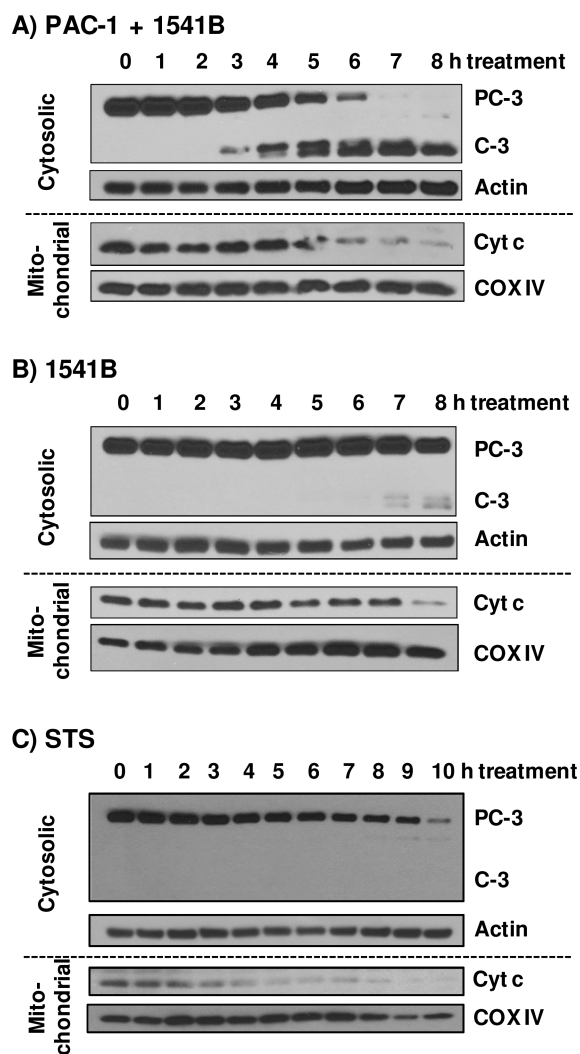 A) PAC-1 + 1541B
0 1 2 3 4 5 6 7 8 h treatment
Cytosolic
PC-3
C-3
Actin
Mito-
chondrial
Cyt c
COX IV
B) 1541B
0 1 2 3 4 5 6 7 8 h treatment
Cytosolic
PC-3
C-3
Actin
Mito-
chondrial
Cyt c
COX IV
C) STS
0 1 2 3 4 5 6 7 8 9 10 h treatment
Cytosolic
PC-3
C-3
Actin
Mito-
chondrial
Cyt c
COX IV